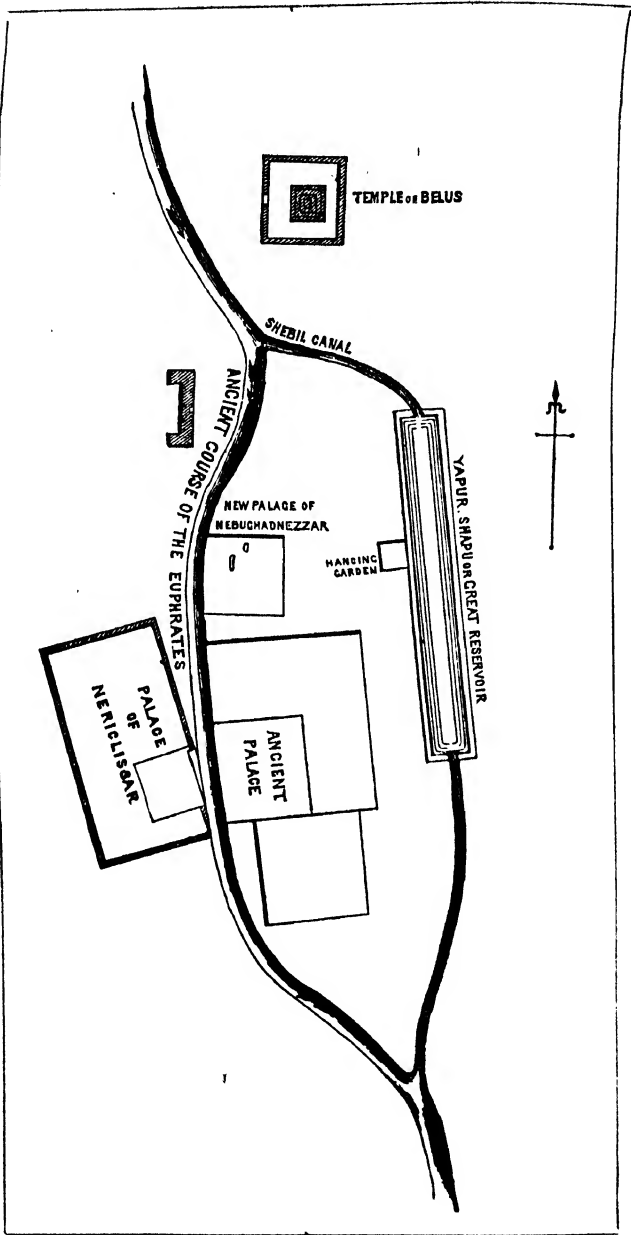 TEMPLE OF BELUS
SHEBIL CANAL
ANCIENT COURSE OF THE EUPHRATES
YAPUR. SHAPU OR GREAT RESERVOIR
NEW PALACE OF
NEBUCHADNEZZAR
HANGING
GARDEN
PALACE
OF
NERICLISSAR
ANCIENT
PALACE